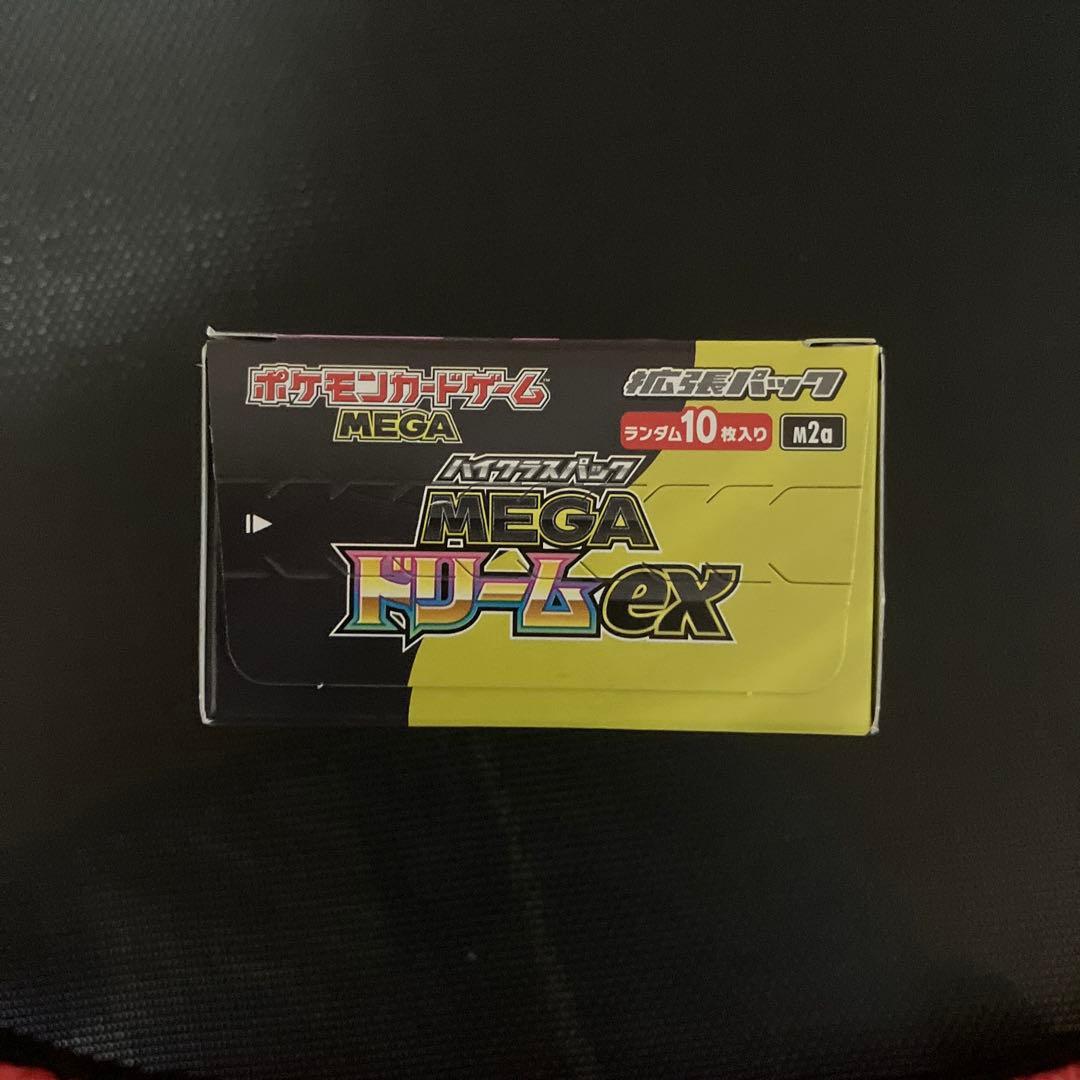 ポケモンカードゲーム
MEGA
拡張パック
ランダム10枚入り
M2a
ハイクラスパック
MEGA
ドリームex